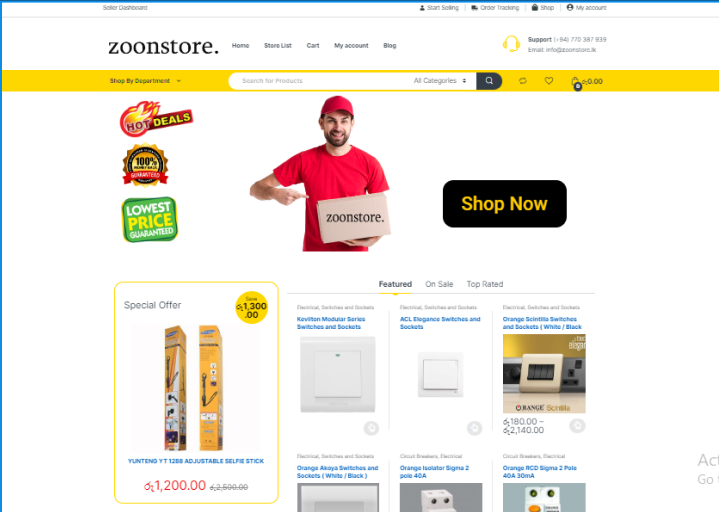 Seller Dashboard
Start Selling
Order Tracking
Shop
My account
zoonstore.
Home
Store List
Cart
My account
Blog
Support (+94) 770 387 939
Email: info@zoonstore.lk
Shop By Department
Search for Products
All Categories
0
රු0.00
HOT DEALS
100%
GUARANTEED
LOWEST
PRICE
GUARANTEED
zoonstore.
Shop Now
Special Offer
Save
රු1,300
.00
YUNTENG YT 1288 ADJUSTABLE SELFIE STICK
රු1,200.00 රු2,500.00
Featured
On Sale
Top Rated
Electrical, Switches and Sockets
Kevilton Modular Series
Switches and Sockets
Electrical, Switches and Sockets
ACL Elegance Switches and
Sockets
Electrical, Switches and Sockets
Orange Scintilla Switches
and Sockets ( White / Black
ORANGE Scintilla
රු180.00 –
රු2,140.00
Electrical, Switches and Sockets
Orange Akoya Switches and
Sockets ( White / Black )
Circuit Breakers, Electrical
Orange Isolator Sigma 2
pole 40A
Circuit Breakers, Electrical
Orange RCD Sigma 2 Pole
40A 30mA
Act
Go t